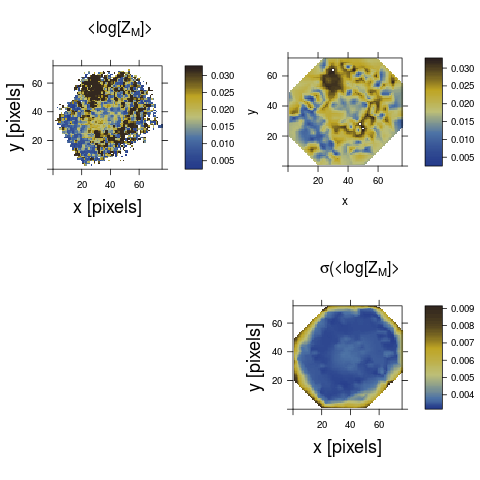 <log[Z_M]>
60
40
20
20 40 60
x [pixels]
y [pixels]
0.030
0.025
0.020
0.015
0.010
0.005
60
40
20
20 40 60
x
y
0.030
0.025
0.020
0.015
0.010
0.005
σ(<log[Z_M]>
60
40
20
20 40 60
x [pixels]
y [pixels]
0.009
0.008
0.007
0.006
0.005
0.004